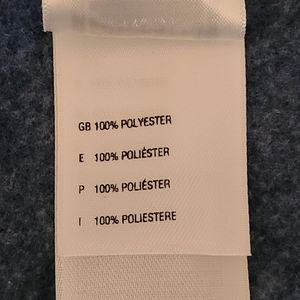 GB 100% POLYESTER
E 100% POLIÉSTER
P 100% POLIÉSTER
I 100% POLIESTERE